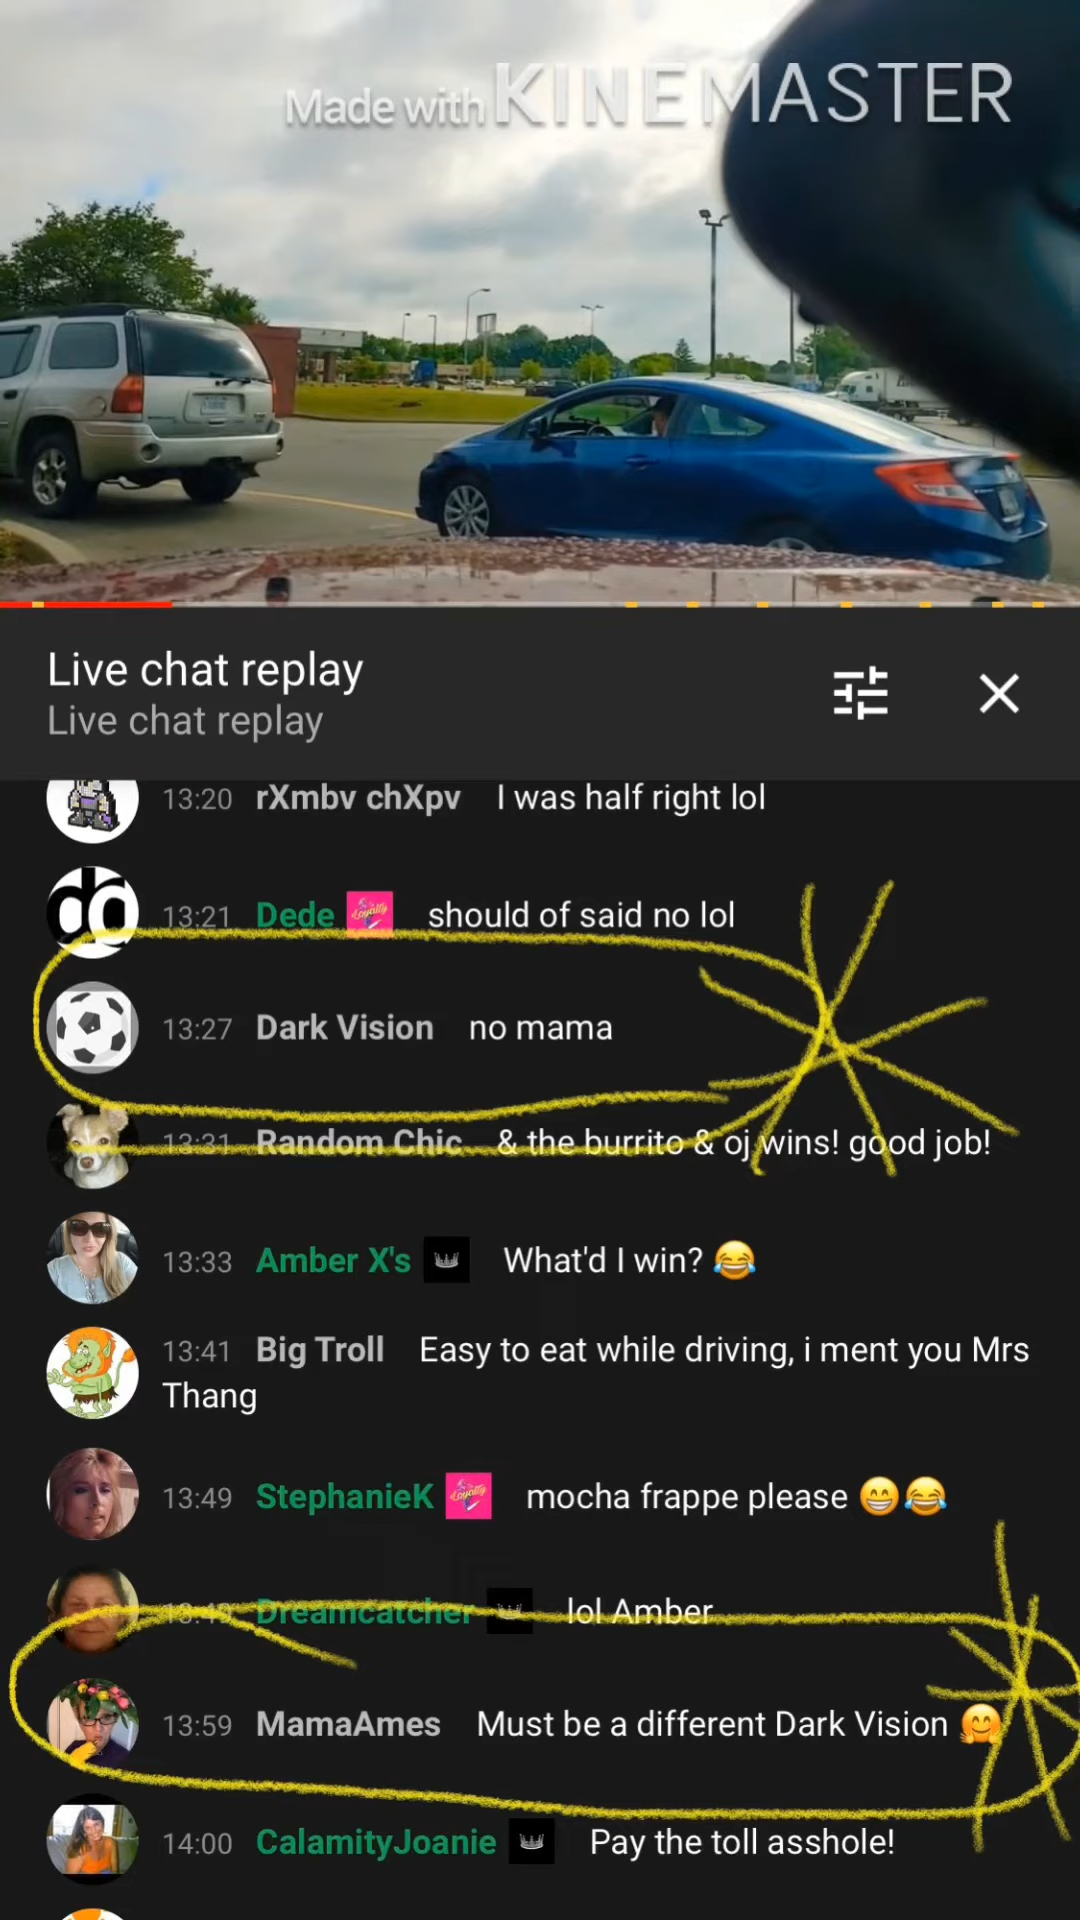 Made with KINEMASTER
Live chat replay
Live chat replay
13:20 rXmbv chXpv I was half right lol
13:21 Dede Loyalty should of said no lol
13:27 Dark Vision no mama
13:31 Random Chic & the burrito & oj wins! good job!
13:33 Amber X's What'd I win? 😂
13:41 Big Troll Easy to eat while driving, i ment you Mrs
Thang
13:49 StephanieK Loyalty mocha frappe please 😁😂
Dreamcatcher lol Amber
13:59 MamaAmes Must be a different Dark Vision 🤗
14:00 CalamityJoanie Pay the toll asshole!